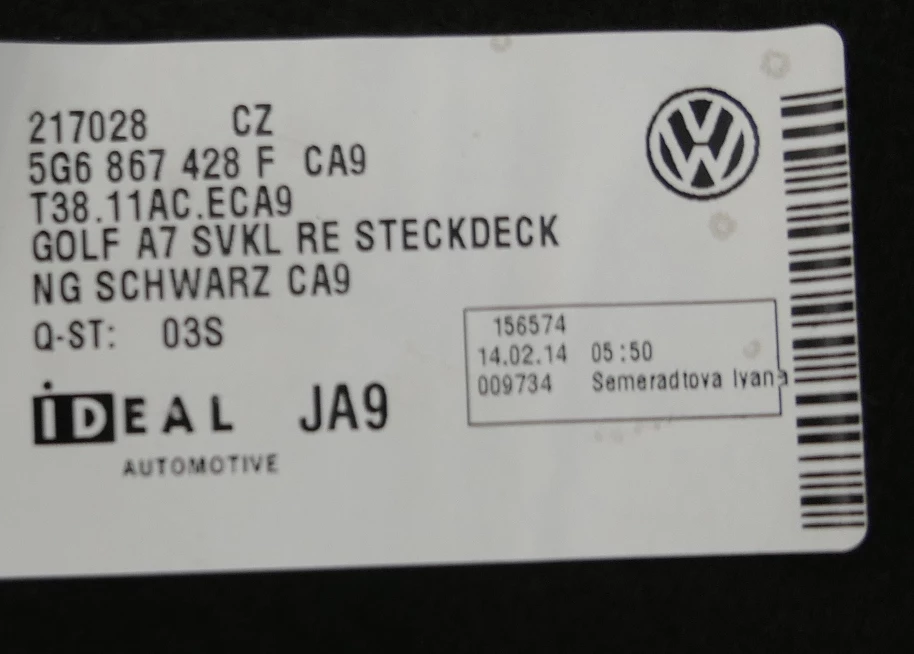 217028 CZ
5G6 867 428 F CA9
T38.11AC.ECA9
GOLF A7 SVKL RE STECKDECK
NG SCHWARZ CA9
Q-ST: 03S
iDEAL JA9
AUTOMOTIVE
156574
14.02.14 05:50
009734 Semeradtova Ivana